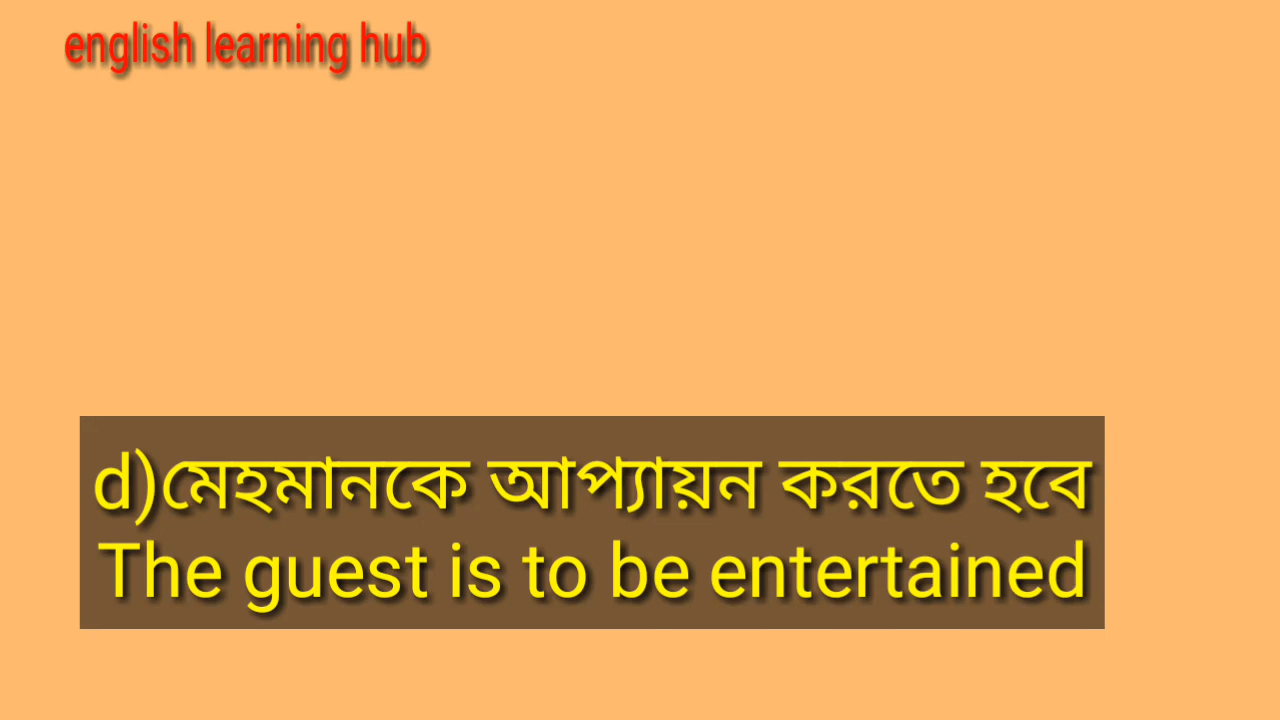 english learning hub
d)মেহমানকে আপ্যায়ন করতে হবে
The guest is to be entertained